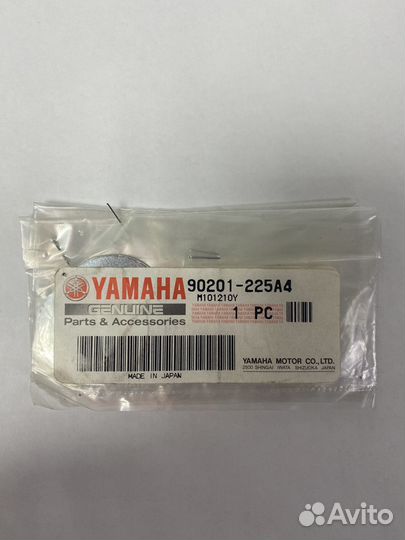 YAMAHA
90201-225A4
M101210Y
GENUINE
1 PC
Parts & Accessories
MADE IN JAPAN
YAMAHA MOTOR CO., LTD.
2500 SHINGAI IWATA SHIZUOKA JAPAN
Avito